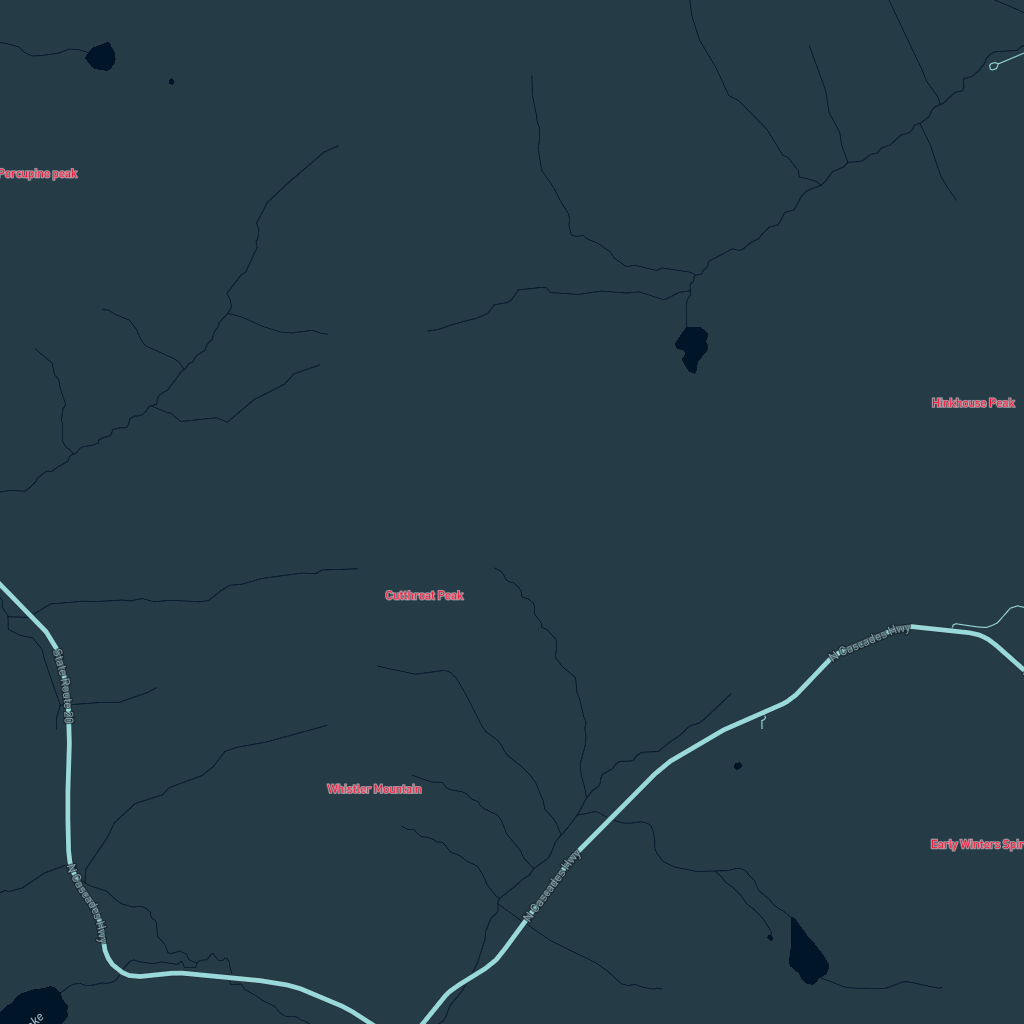 Porcupine peak
Hinkhouse Peak
Cutthroat Peak
N Cascades Hwy
State Route 20
Whistler Mountain
Early Winters Spir
N Cascades Hwy
N Cascades Hwy